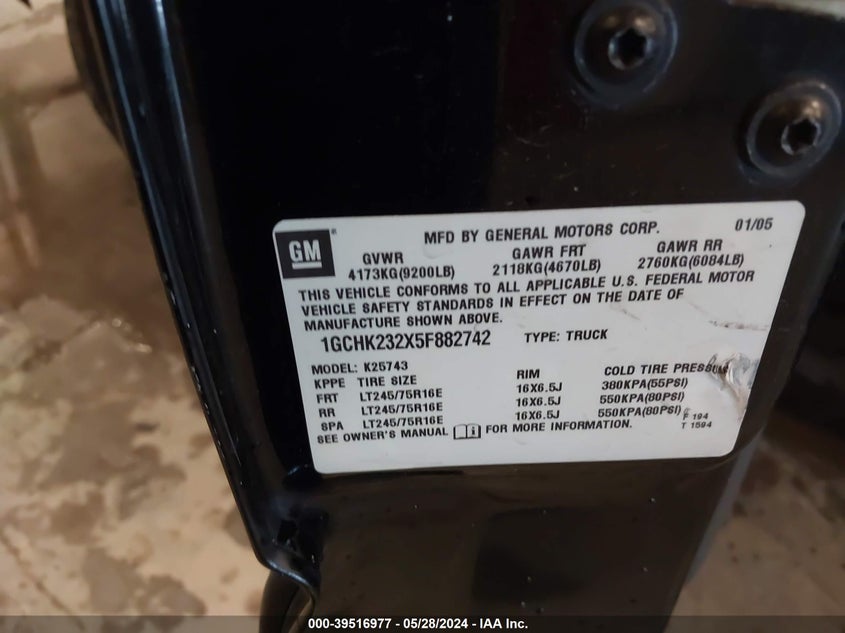 GM
MFD BY GENERAL MOTORS CORP. 01/05
GVWR GAWR FRT GAWR RR
4173KG(9200LB) 2118KG(4670LB) 2760KG(6084LB)
THIS VEHICLE CONFORMS TO ALL APPLICABLE U.S. FEDERAL MOTOR
VEHICLE SAFETY STANDARDS IN EFFECT ON THE DATE OF
MANUFACTURE SHOWN ABOVE.
1GCHK232X5F882742 TYPE: TRUCK
MODEL: K25743
KPPE TIRE SIZE RIM COLD TIRE PRESSURE
FRT LT245/75R16E 16X6.5J 380KPA(55PSI)
RR LT245/75R16E 16X6.5J 550KPA(80PSI)
SPA LT245/75R16E 16X6.5J 550KPA(80PSI)
SEE OWNER'S MANUAL FOR MORE INFORMATION.
F 194
T 1594
000-39516977 - 05/28/2024 - IAA Inc.